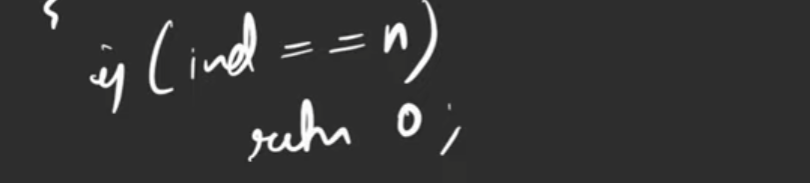 {
if (ind == n)
return 0;